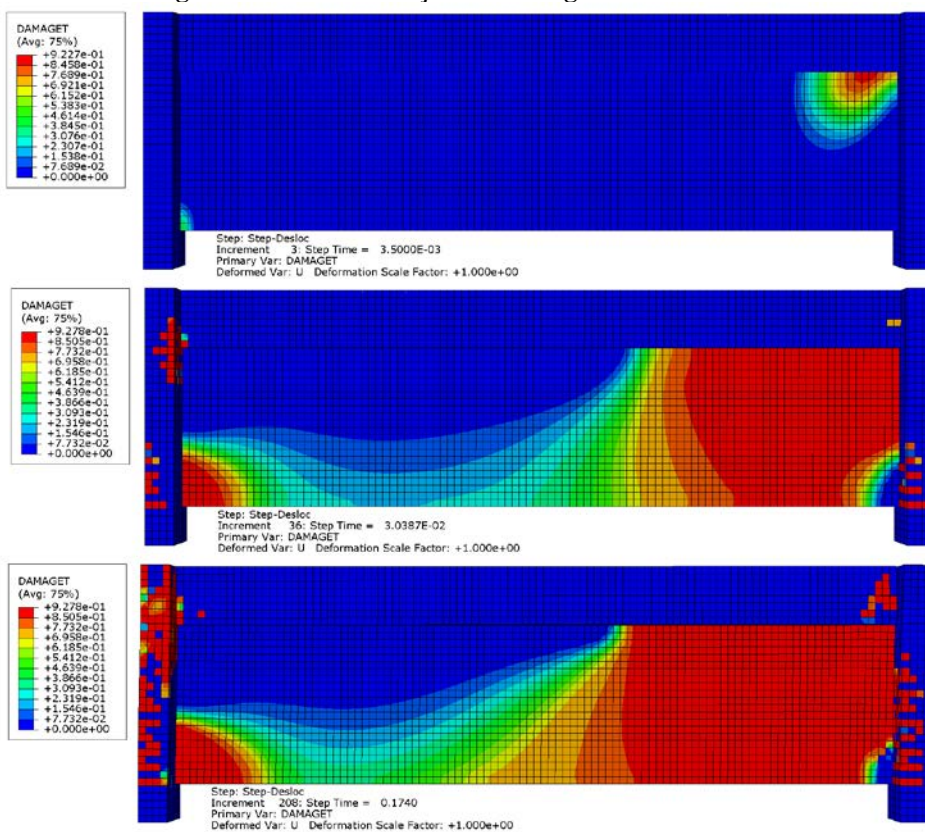 DAMAGET
(Avg: 75%)
+9.227e-01
+8.458e-01
+7.689e-01
+6.921e-01
+6.152e-01
+5.383e-01
+4.614e-01
+3.845e-01
+3.076e-01
+2.307e-01
+1.538e-01
+7.689e-02
+0.000e+00
Step: Step-Desloc
Increment 3: Step Time = 3.5000E-03
Primary Var: DAMAGET
Deformed Var: U Deformation Scale Factor: +1.000e+00
DAMAGET
(Avg: 75%)
+9.278e-01
+8.505e-01
+7.732e-01
+6.958e-01
+6.185e-01
+5.412e-01
+4.639e-01
+3.866e-01
+3.093e-01
+2.319e-01
+1.546e-01
+7.732e-02
+0.000e+00
Step: Step-Desloc
Increment 36: Step Time = 3.0387E-02
Primary Var: DAMAGET
Deformed Var: U Deformation Scale Factor: +1.000e+00
DAMAGET
(Avg: 75%)
+9.278e-01
+8.505e-01
+7.732e-01
+6.958e-01
+6.185e-01
+5.412e-01
+4.639e-01
+3.866e-01
+3.093e-01
+2.319e-01
+1.546e-01
+7.732e-02
+0.000e+00
Step: Step-Desloc
Increment 208: Step Time = 0.1740
Primary Var: DAMAGET
Deformed Var: U Deformation Scale Factor: +1.000e+00